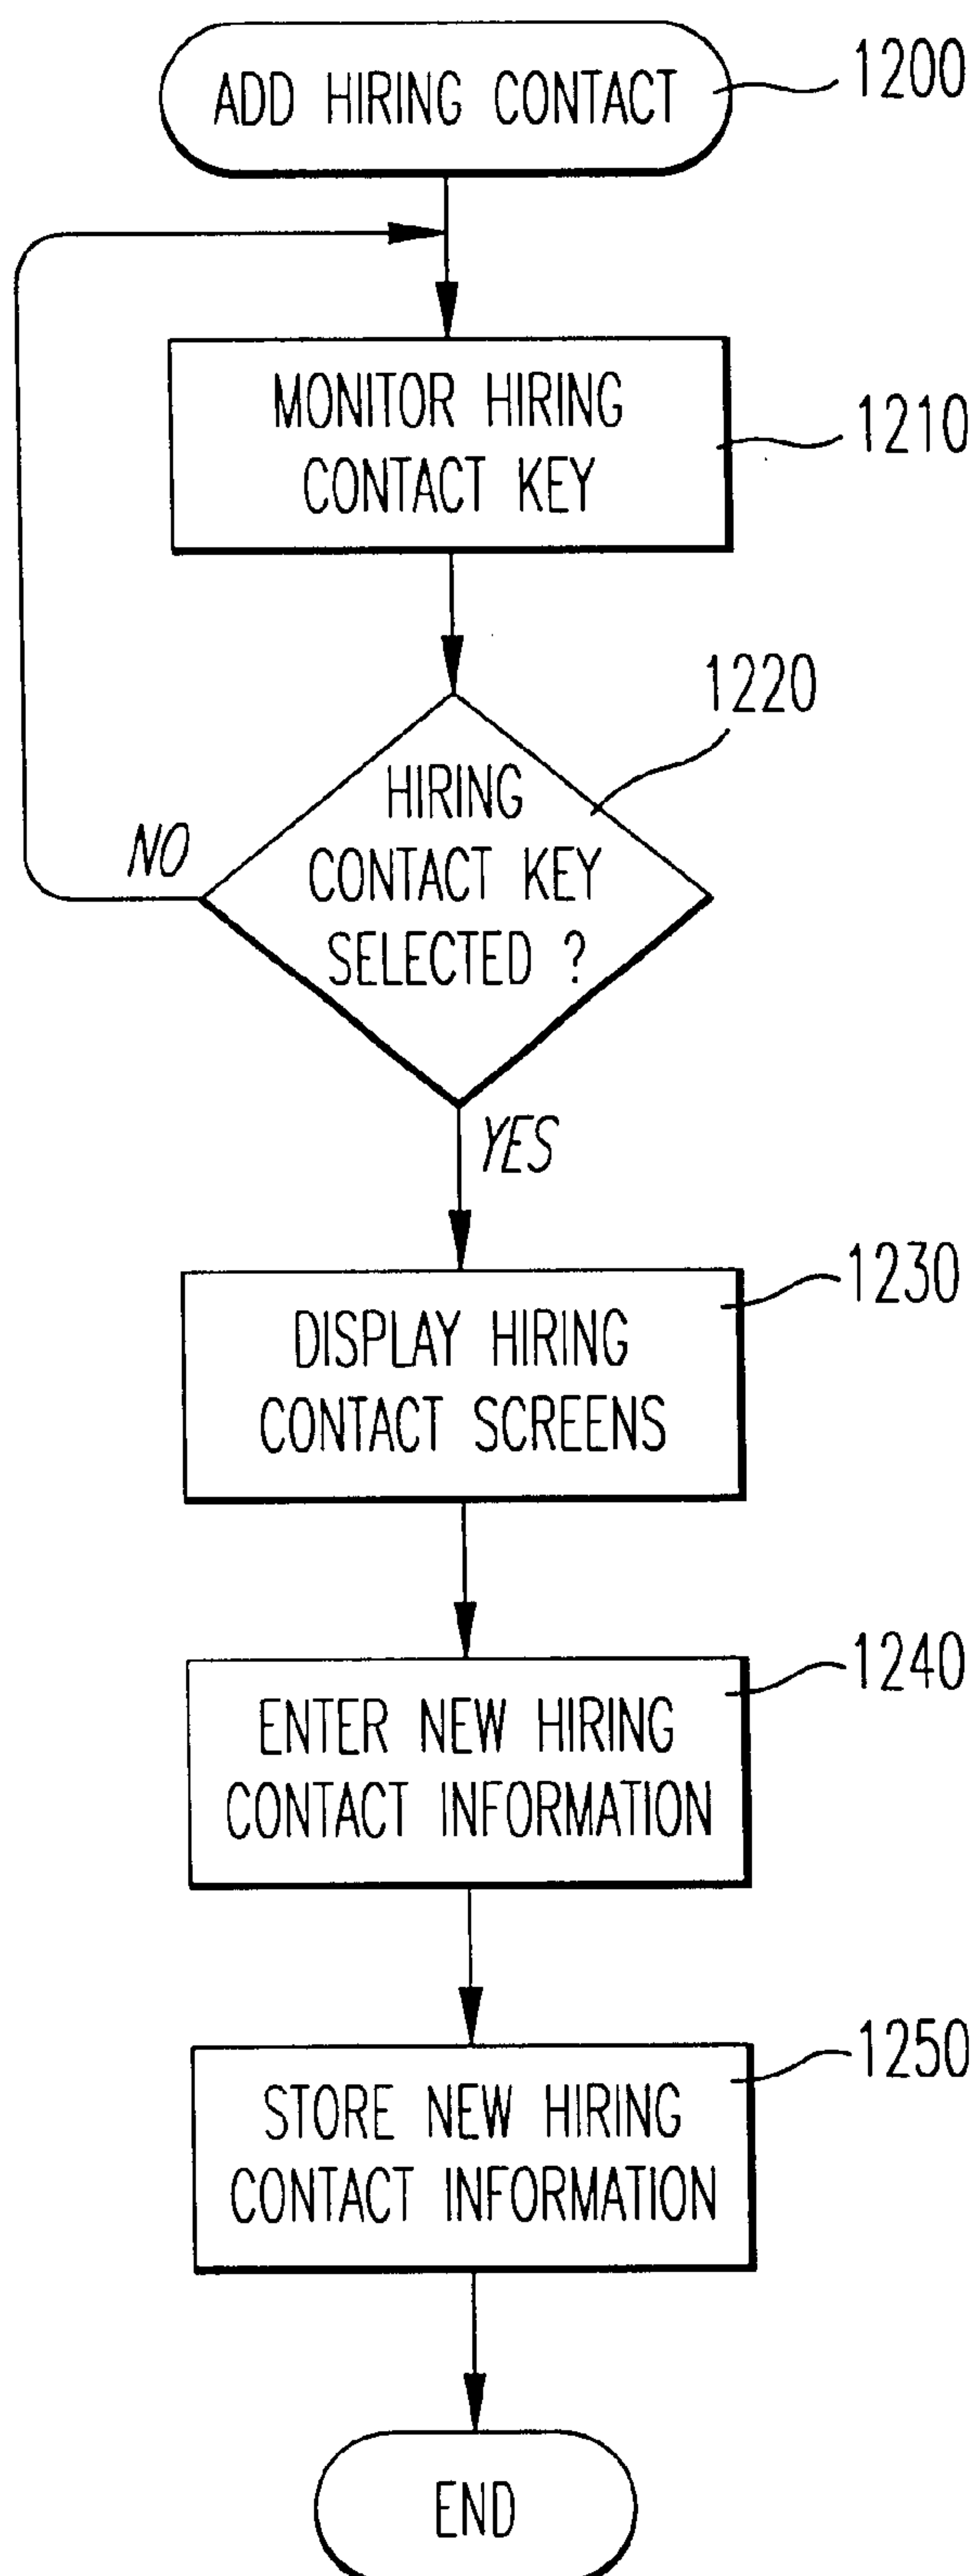 ADD HIRING CONTACT
1200
MONITOR HIRING
CONTACT KEY
1210
1220
HIRING
CONTACT KEY
SELECTED ?
NO
YES
1230
DISPLAY HIRING
CONTACT SCREENS
1240
ENTER NEW HIRING
CONTACT INFORMATION
1250
STORE NEW HIRING
CONTACT INFORMATION
END